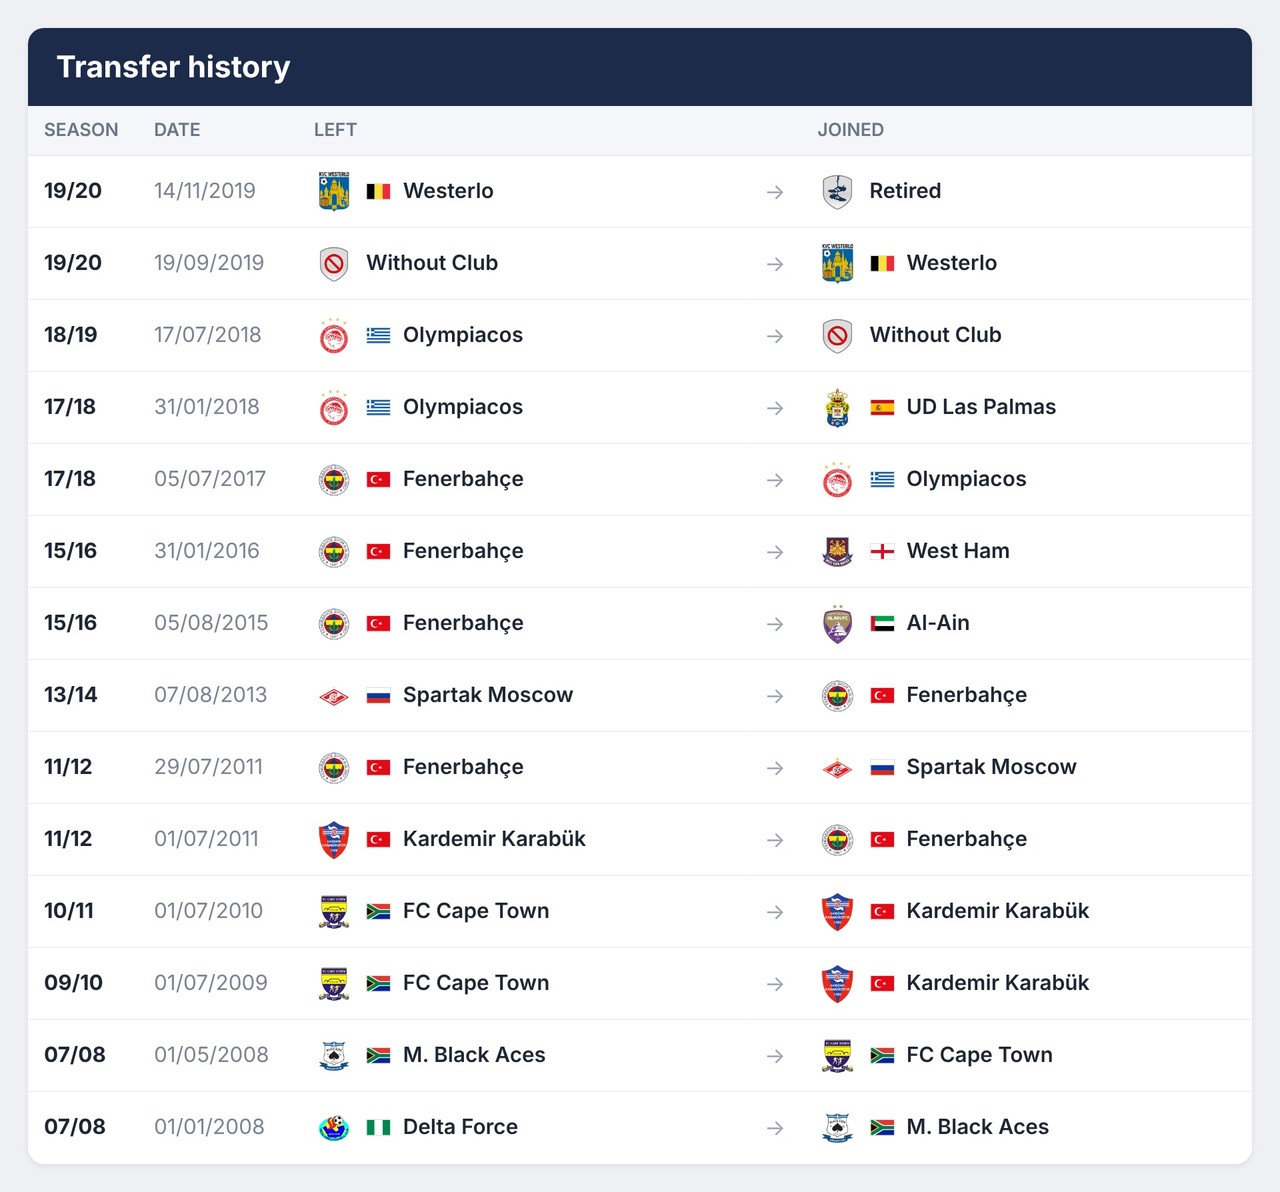 Transfer history
SEASON DATE LEFT JOINED
19/20 14/11/2019 Westerlo → Retired
19/20 19/09/2019 Without Club → Westerlo
18/19 17/07/2018 Olympiacos → Without Club
17/18 31/01/2018 Olympiacos → UD Las Palmas
17/18 05/07/2017 Fenerbahçe → Olympiacos
15/16 31/01/2016 Fenerbahçe → West Ham
15/16 05/08/2015 Fenerbahçe → Al-Ain
13/14 07/08/2013 Spartak Moscow → Fenerbahçe
11/12 29/07/2011 Fenerbahçe → Spartak Moscow
11/12 01/07/2011 Kardemir Karabük → Fenerbahçe
10/11 01/07/2010 FC Cape Town → Kardemir Karabük
09/10 01/07/2009 FC Cape Town → Kardemir Karabük
07/08 01/05/2008 M. Black Aces → FC Cape Town
07/08 01/01/2008 Delta Force → M. Black Aces